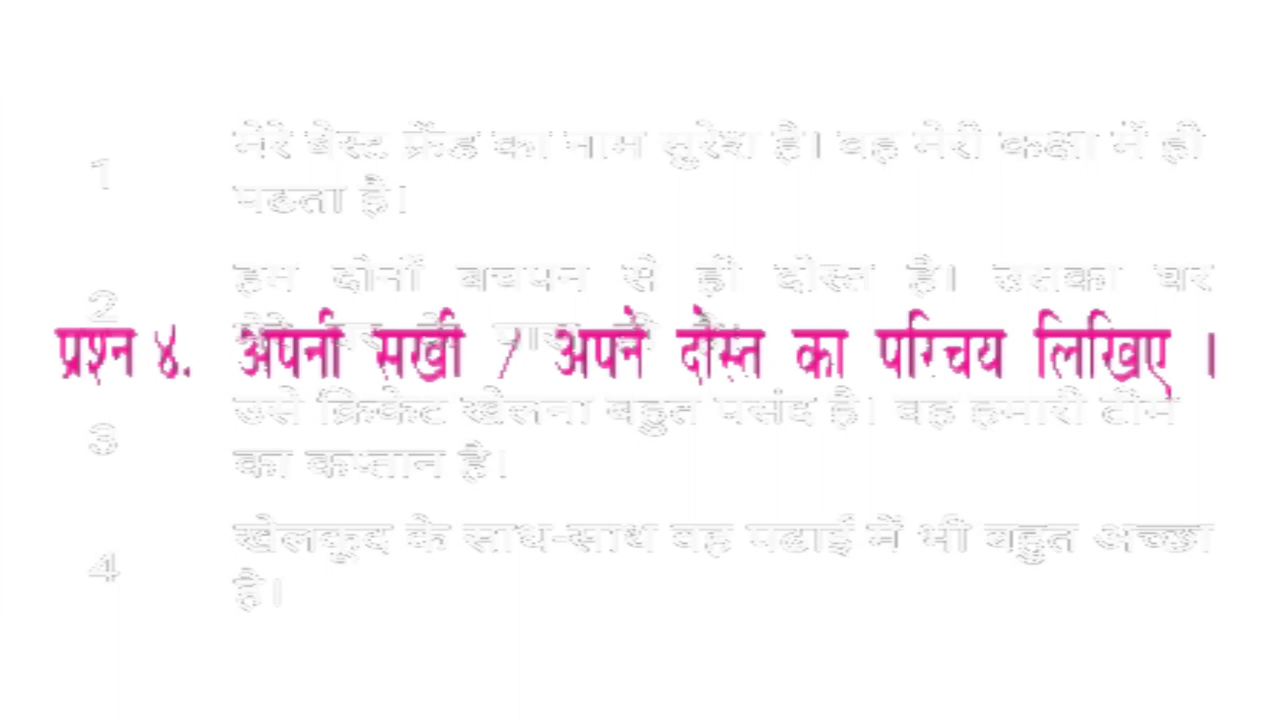 1 मेरे बेस्ट फ्रेंड का नाम सुरेश है। वह मेरी कक्षा में ही
पढता है।
2 हम दोनों बचपन से ही दोस्त है। उसका घर
प्रश्न ४. अपनी सखी / अपने दोस्त का परिचय लिखिए ।
3 उसे क्रिकेट खेलना बहुत पसंद है। वह हमारी टीम
का कप्तान है।
4 खेलकूद के साथ-साथ वह पढाई में भी बहुत अच्छा
है।